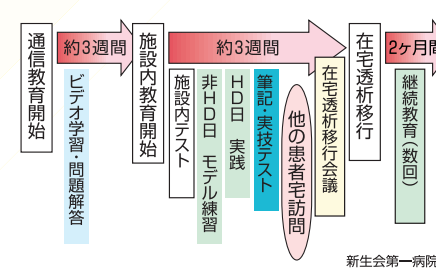 通信教育開始
約3週間
ビデオ学習・問題解答
施設内教育開始
約3週間
施設内テスト
非HD日 モデル練習
HD日 実践
筆記・実技テスト
他の患者宅訪問
在宅透析移行会議
在宅透析移行
2ヶ月間
継続教育(数回)
新生会第一病院